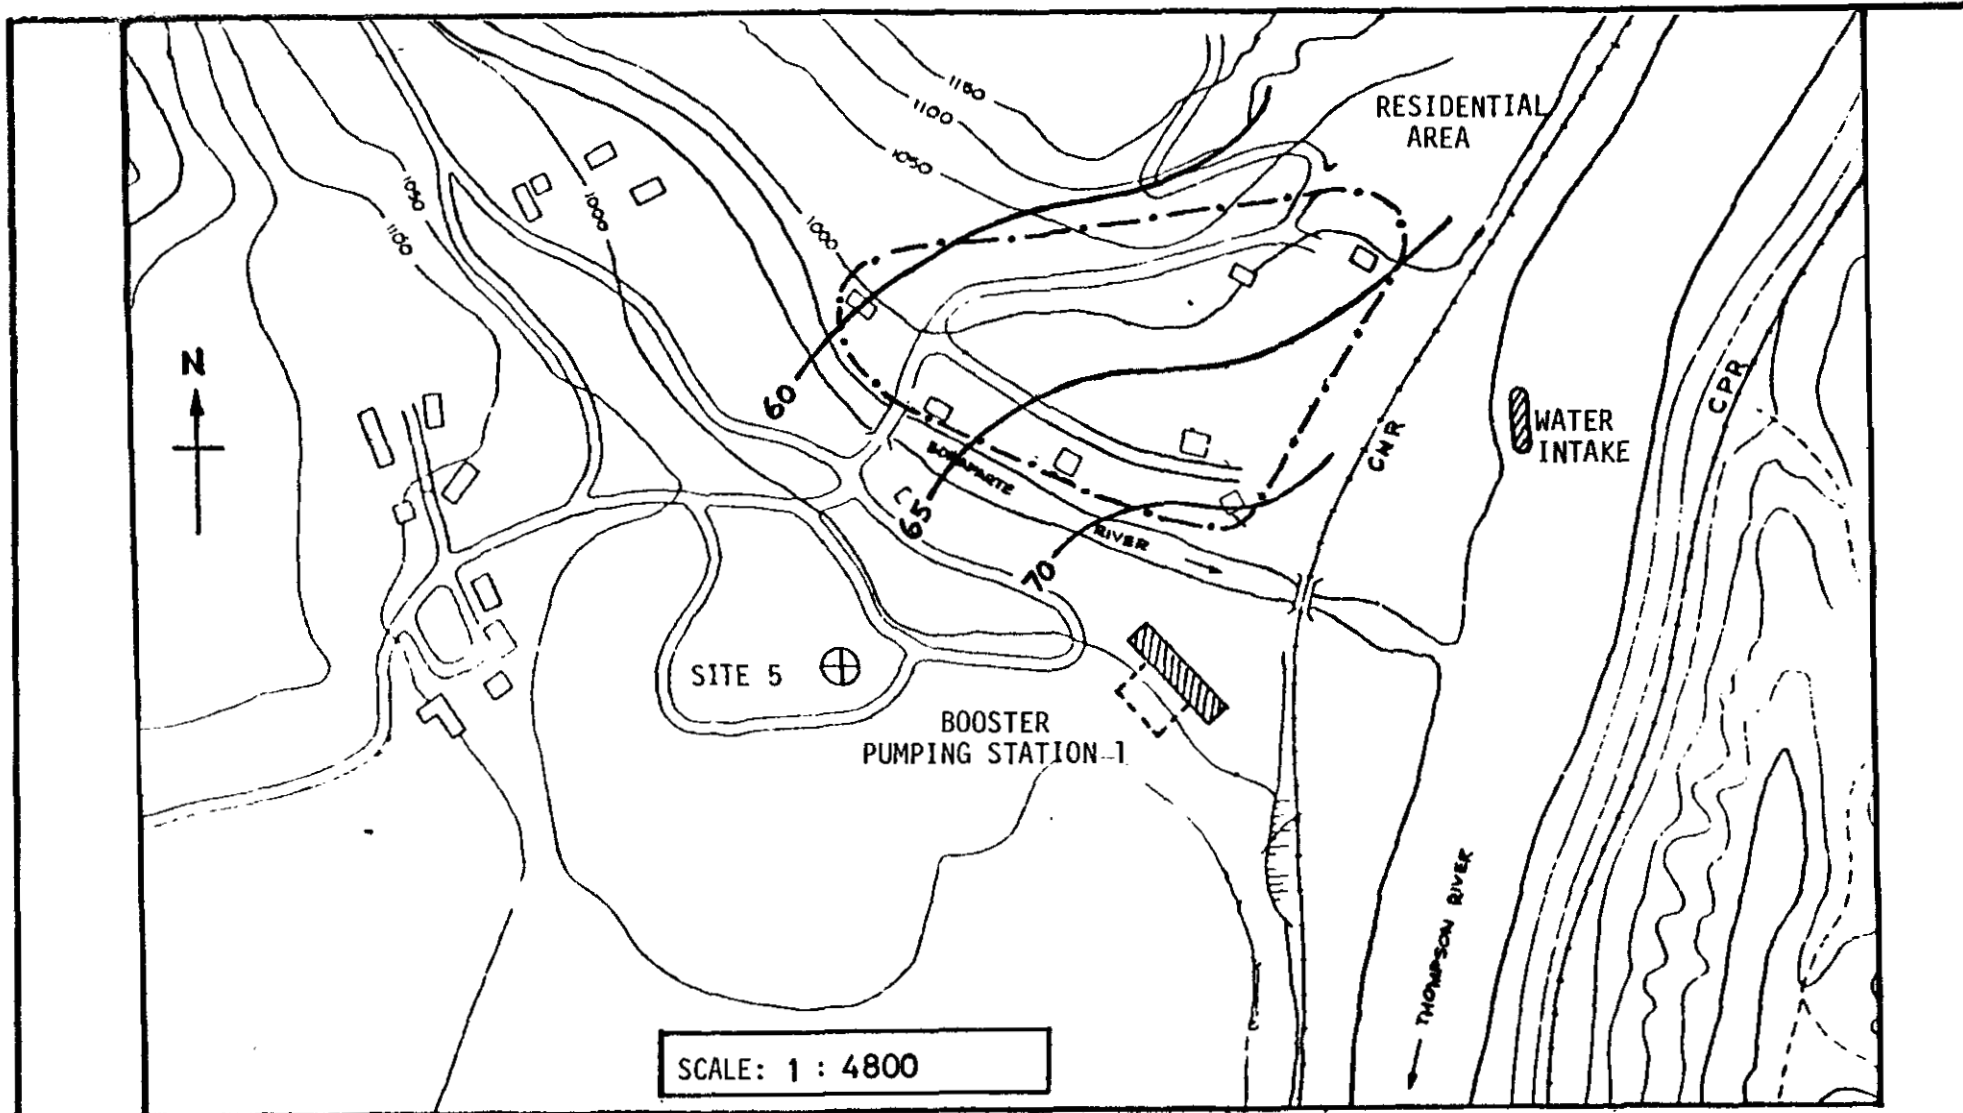 1150
1100
1050
RESIDENTIAL
AREA
1050
1100
1000
1000
N
60
65
70
BONAPARTE
RIVER
CNR
CPR
WATER
INTAKE
SITE 5
BOOSTER
PUMPING STATION 1
THOMPSON RIVER
SCALE: 1 : 4800